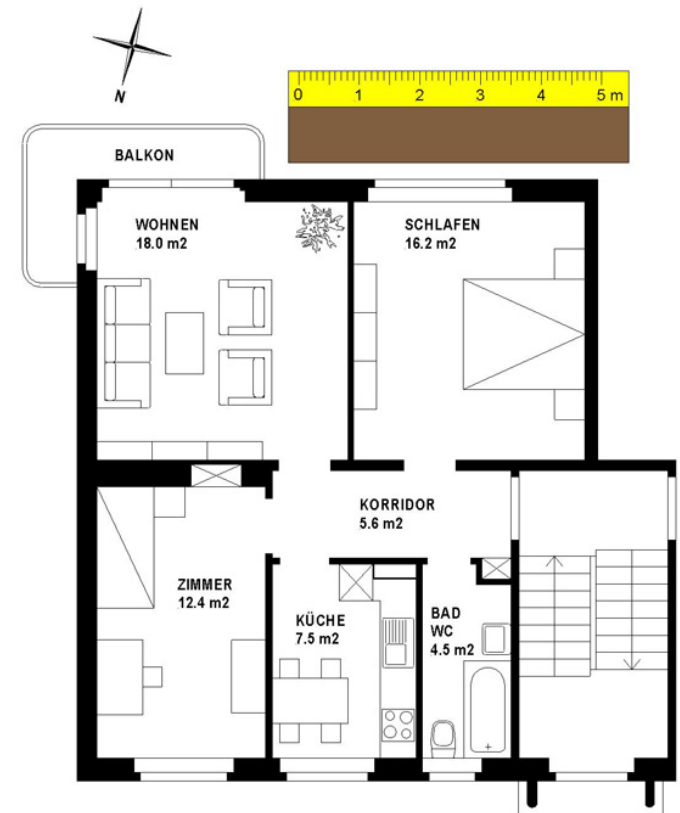 N
0 1 2 3 4 5 m
BALKON
WOHNEN
18.0 m2
SCHLAFEN
16.2 m2
KORRIDOR
5.6 m2
ZIMMER
12.4 m2
KÜCHE
7.5 m2
BAD
WC
4.5 m2